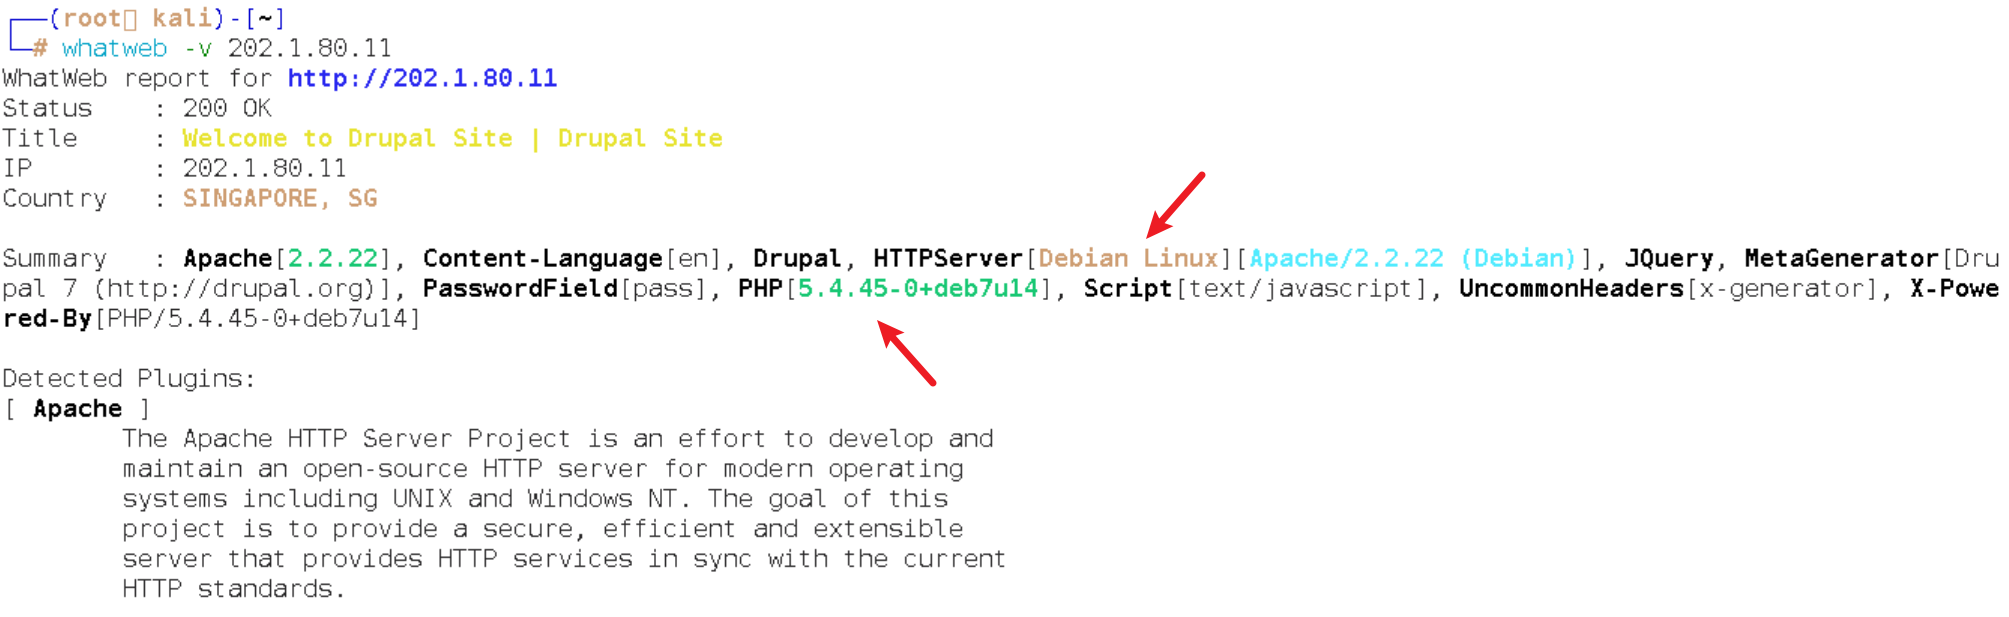 ┌──(root㉿ kali)-[~]
└─# whatweb -v 202.1.80.11
WhatWeb report for http://202.1.80.11
Status    : 200 OK
Title     : Welcome to Drupal Site | Drupal Site
IP        : 202.1.80.11
Country   : SINGAPORE, SG
Summary   : Apache[2.2.22], Content-Language[en], Drupal, HTTPServer[Debian Linux][Apache/2.2.22 (Debian)], JQuery, MetaGenerator[Dru
pal 7 (http://drupal.org)], PasswordField[pass], PHP[5.4.45-0+deb7u14], Script[text/javascript], UncommonHeaders[x-generator], X-Powe
red-By[PHP/5.4.45-0+deb7u14]
Detected Plugins:
[ Apache ]
The Apache HTTP Server Project is an effort to develop and
maintain an open-source HTTP server for modern operating
systems including UNIX and Windows NT. The goal of this
project is to provide a secure, efficient and extensible
server that provides HTTP services in sync with the current
HTTP standards.